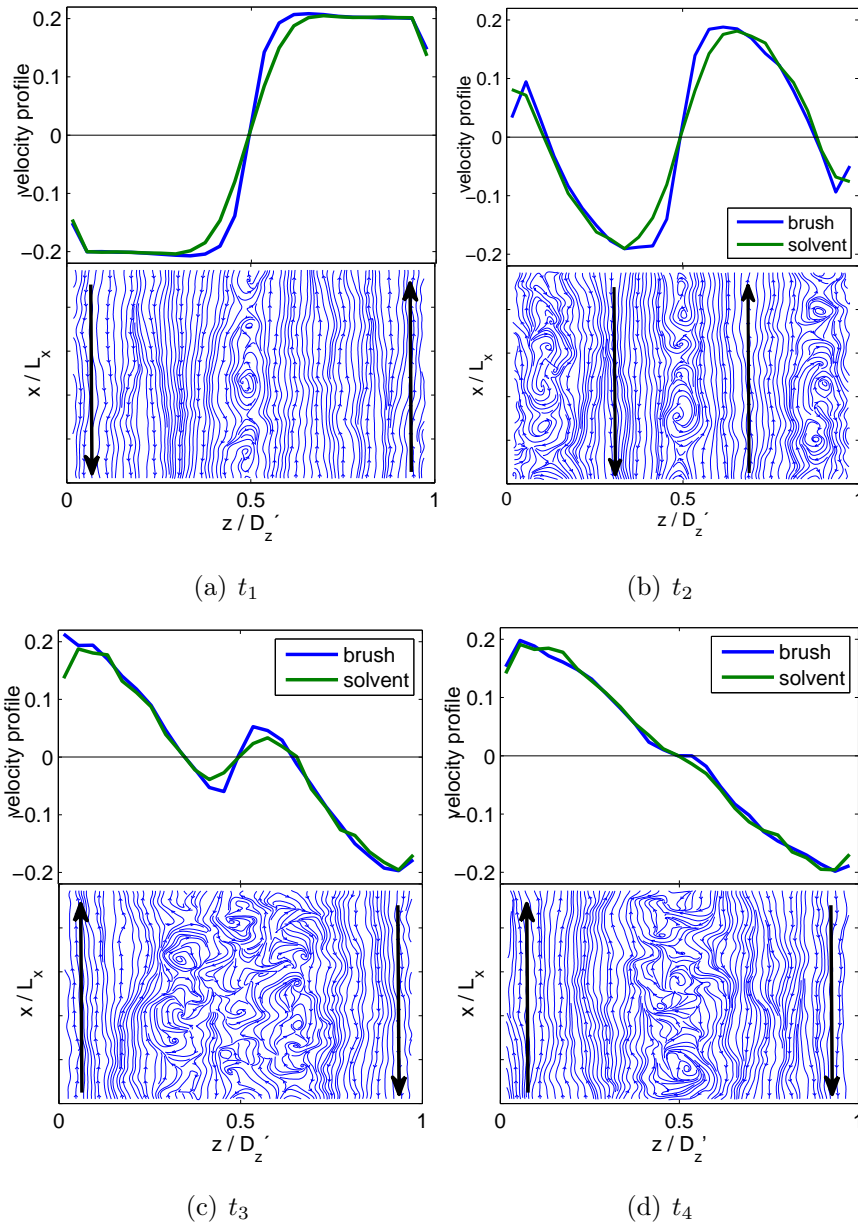 0.2
0.1
0
−0.1
−0.2
velocity profile
x / L_x
0
0.5
1
z / D_z´
(a) t_1
0.2
0.1
0
−0.1
−0.2
velocity profile
brush
solvent
x / L_x
0
0.5
1
z / D_z´
(b) t_2
0.2
0.1
0
−0.1
−0.2
velocity profile
brush
solvent
x / L_x
0
0.5
1
z / D_z´
(c) t_3
0.2
0.1
0
−0.1
−0.2
velocity profile
brush
solvent
x / L_x
0
0.5
1
z / D_z'
(d) t_4